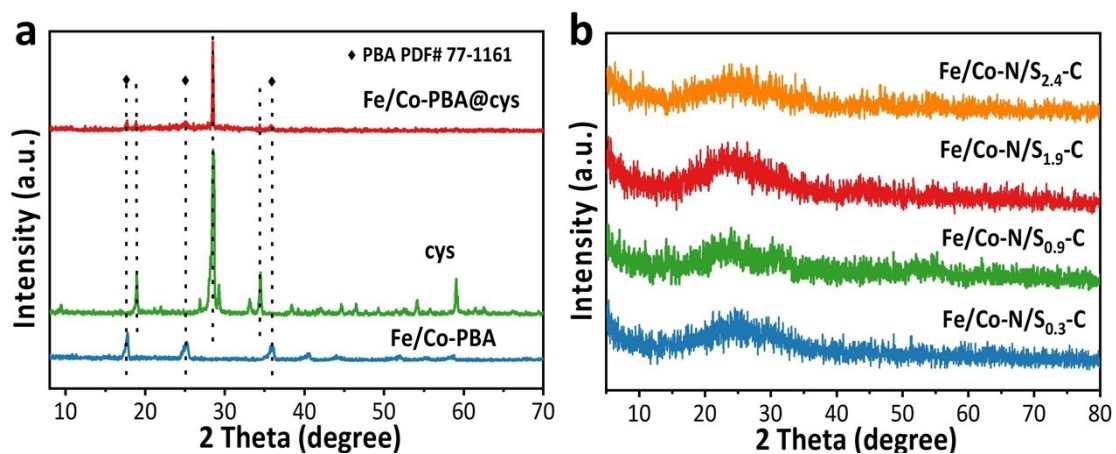 a
♦ PBA PDF# 77-1161
Fe/Co-PBA@cys
cys
Fe/Co-PBA
Intensity (a.u.)
10 20 30 40 50 60 70
2 Theta (degree)
b
Fe/Co-N/S2.4-C
Fe/Co-N/S1.9-C
Fe/Co-N/S0.9-C
Fe/Co-N/S0.3-C
Intensity (a.u.)
10 20 30 40 50 60 70 80
2 Theta (degree)